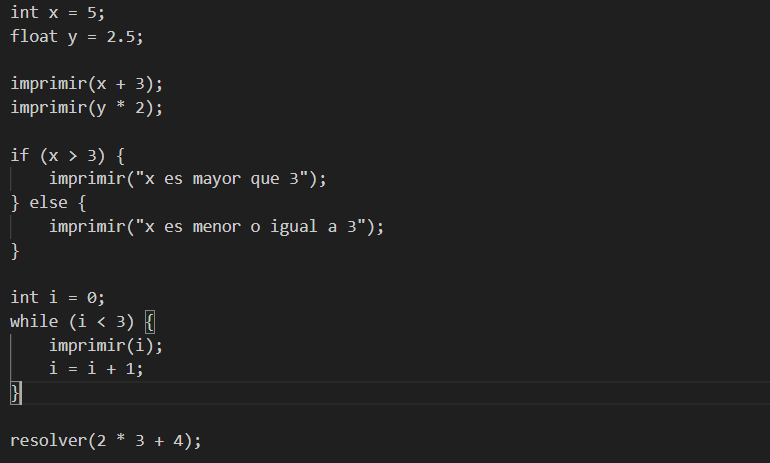 int x = 5;
float y = 2.5;
imprimir(x + 3);
imprimir(y * 2);
if (x > 3) {
    imprimir("x es mayor que 3");
} else {
    imprimir("x es menor o igual a 3");
}
int i = 0;
while (i < 3) {
    imprimir(i);
    i = i + 1;
}
resolver(2 * 3 + 4);